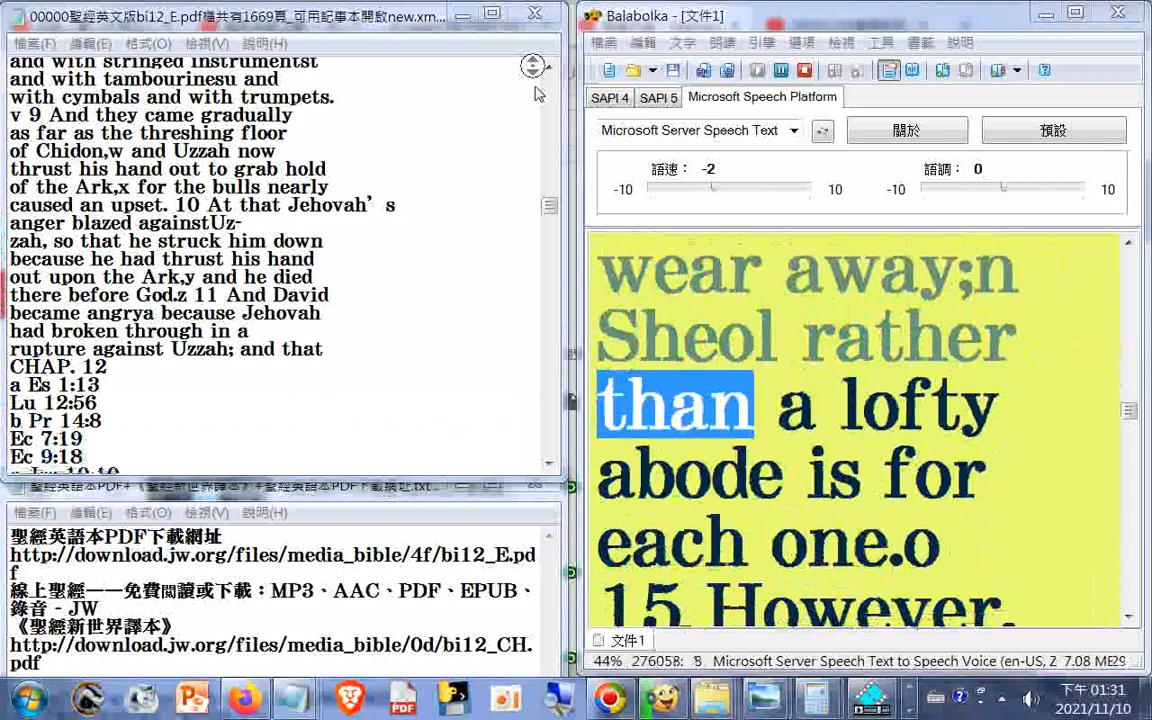 00000聖經英文版bi12_E.pdf檔共有1669頁_可用記事本開啟new.xm...
檔案(F) 編輯(E) 格式(O) 檢視(V) 說明(H)
and with stringed instrumentst
and with tambourinesu and
with cymbals and with trumpets.
v 9 And they came gradually
as far as the threshing floor
of Chidon,w and Uzzah now
thrust his hand out to grab hold
of the Ark,x for the bulls nearly
caused an upset. 10 At that Jehovah’s
anger blazed againstUz-
zah, so that he struck him down
because he had thrust his hand
out upon the Ark,y and he died
there before God.z 11 And David
became angrya because Jehovah
had broken through in a
rupture against Uzzah; and that
CHAP. 12
a Es 1:13
Lu 12:56
b Pr 14:8
Ec 7:19
Ec 9:18
檔案(F) 編輯(E) 格式(O) 檢視(V) 說明(H)
聖經英語本PDF下載網址
http://download.jw.org/files/media_bible/4f/bi12_E.pd
f
線上聖經——免費閱讀或下載：MP3、AAC、PDF、EPUB、
錄音 - JW
《聖經新世界譯本》
http://download.jw.org/files/media_bible/0d/bi12_CH.
pdf
Balabolka - [文件1]
檔案 編輯 文字 朗讀 引擎 選項 檢視 工具 書籤 說明
SAPI 4 SAPI 5 Microsoft Speech Platform
Microsoft Server Speech Text 關於 預設
語速： -2 語調： 0
-10 10 -10 10
wear away;n
Sheol rather
than a lofty
abode is for
each one.o
15 However,
文件1
44% 276058: Microsoft Server Speech Text to Speech Voice (en-US, Z 7.08 ME29
PDF
下午 01:31
2021/11/10